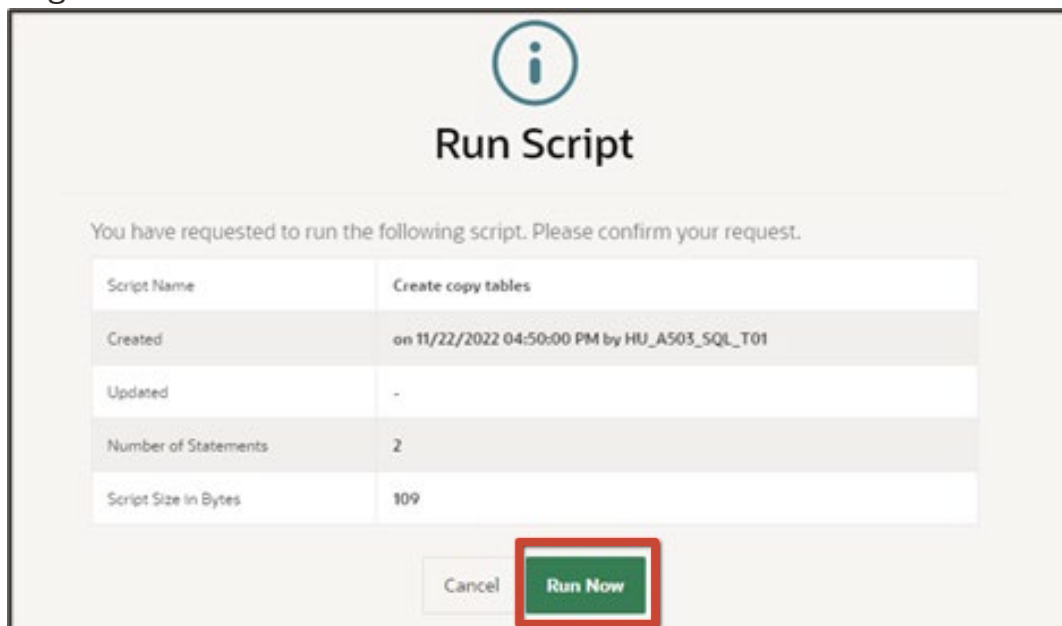 Run Script
You have requested to run the following script. Please confirm your request.
Script Name Create copy tables
Created on 11/22/2022 04:50:00 PM by HU_A503_SQL_T01
Updated -
Number of Statements 2
Script Size in Bytes 109
Cancel Run Now